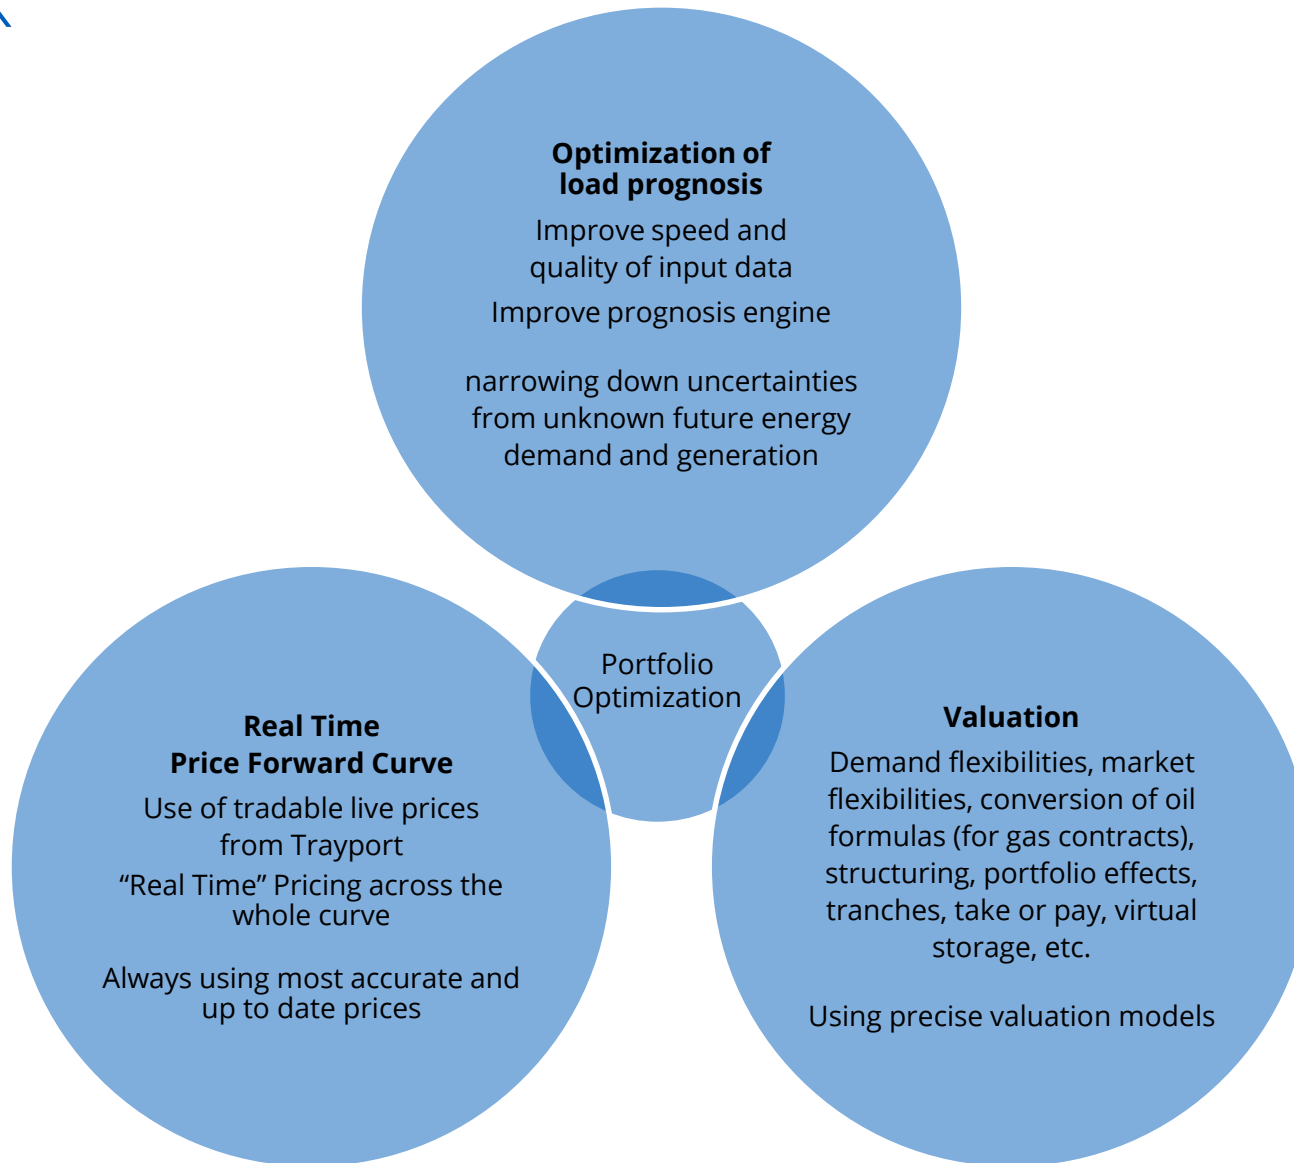 Optimization of
load prognosis
Improve speed and
quality of input data
Improve prognosis engine
narrowing down uncertainties
from unknown future energy
demand and generation
Portfolio
Optimization
Real Time
Price Forward Curve
Use of tradable live prices
from Trayport
“Real Time” Pricing across the
whole curve
Always using most accurate and
up to date prices
Valuation
Demand flexibilities, market
flexibilities, conversion of oil
formulas (for gas contracts),
structuring, portfolio effects,
tranches, take or pay, virtual
storage, etc.
Using precise valuation models